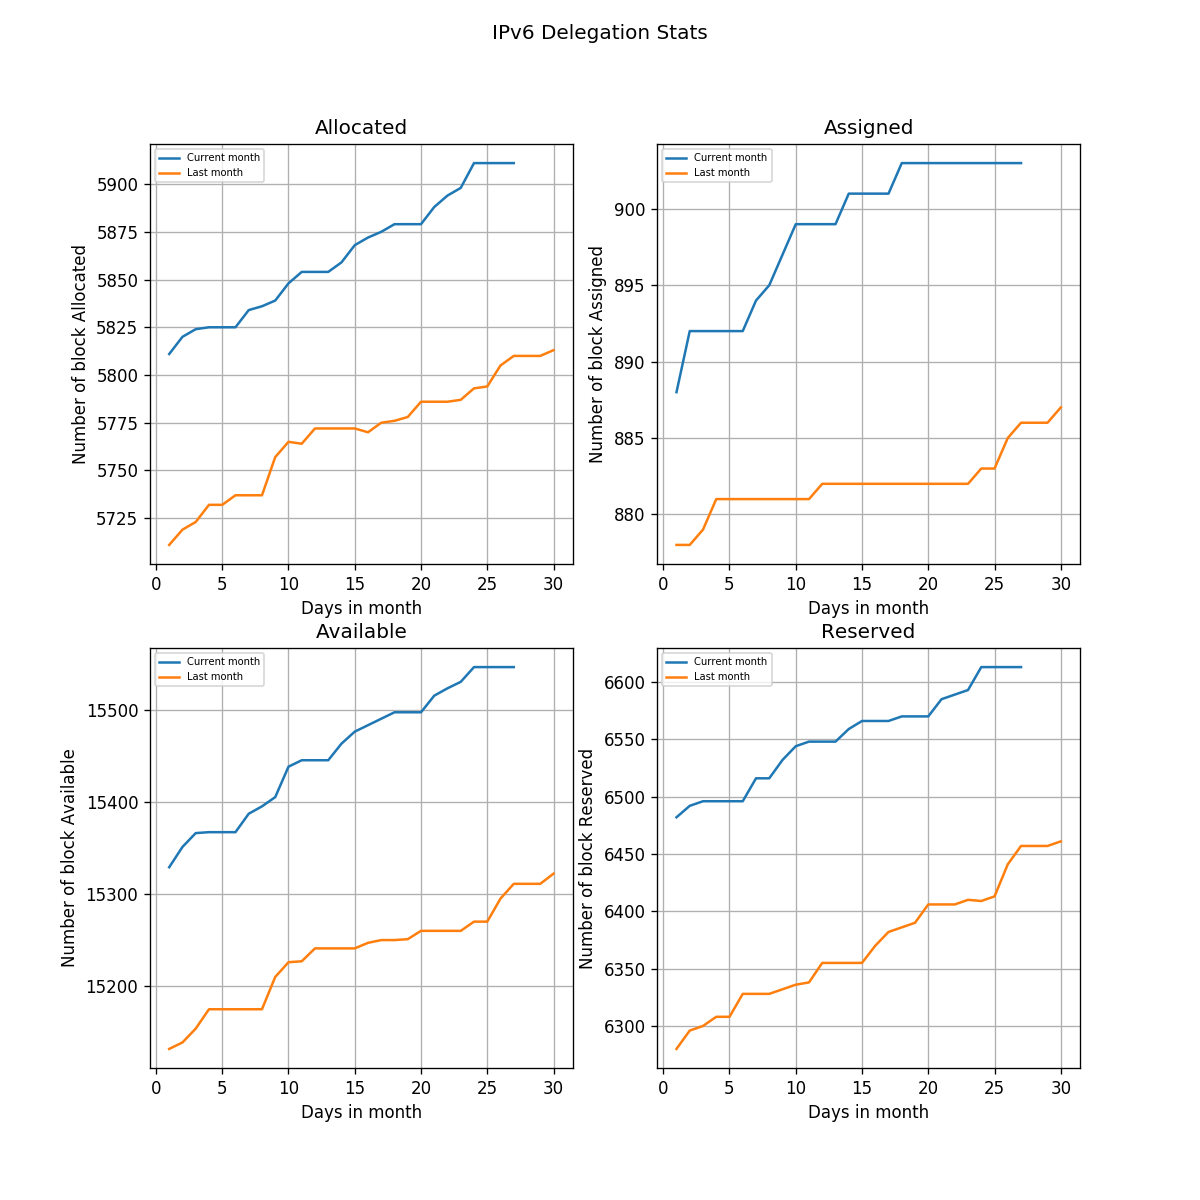 IPv6 Delegation Stats
Allocated
Current month
Last month
Number of block Allocated
5900
5875
5850
5825
5800
5775
5750
5725
0 5 10 15 20 25 30
Days in month
Assigned
Current month
Last month
Number of block Assigned
900
895
890
885
880
0 5 10 15 20 25 30
Days in month
Available
Current month
Last month
Number of block Available
15500
15400
15300
15200
0 5 10 15 20 25 30
Days in month
Reserved
Current month
Last month
Number of block Reserved
6600
6550
6500
6450
6400
6350
6300
0 5 10 15 20 25 30
Days in month